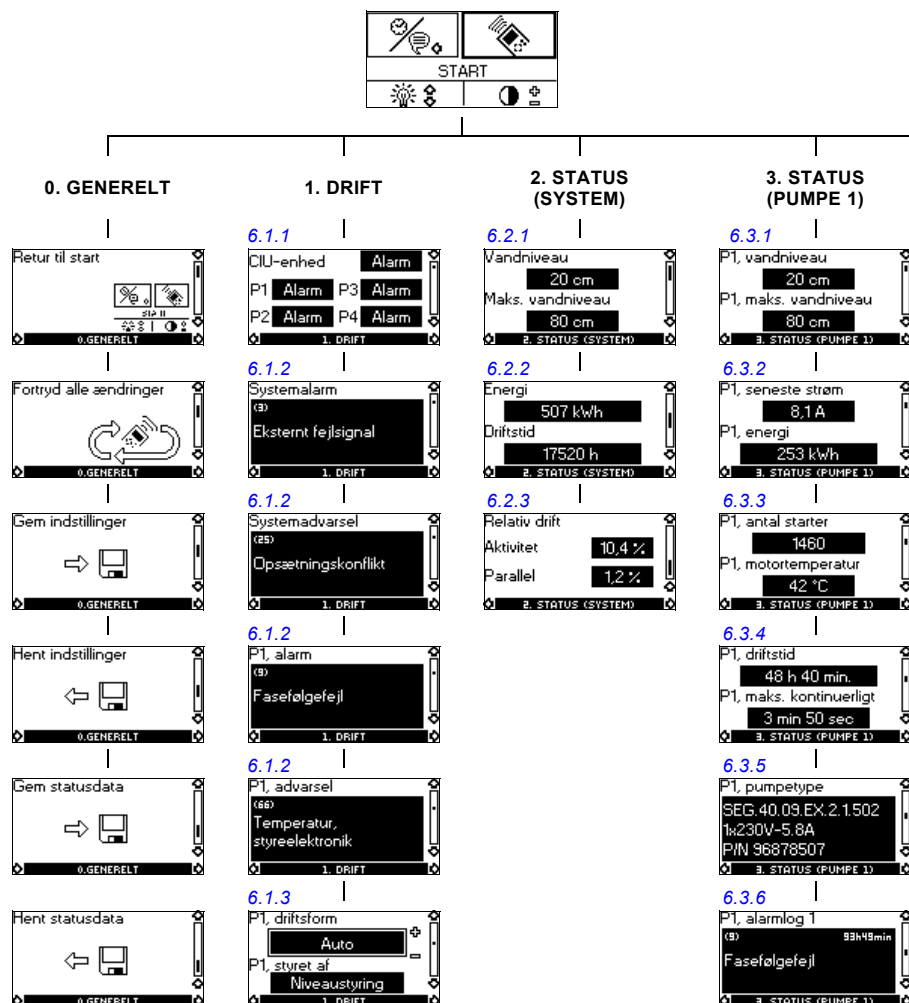 START
0. GENERELT
1. DRIFT
2. STATUS
(SYSTEM)
3. STATUS
(PUMPE 1)
Retur til start
START
0.GENERELT
Fortryd alle ændringer
0.GENERELT
Gem indstillinger
0.GENERELT
Hent indstillinger
0.GENERELT
Gem statusdata
0.GENERELT
Hent statusdata
0.GENERELT
6.1.1
CIU-enhed Alarm
P1 Alarm P3 Alarm
P2 Alarm P4 Alarm
1. DRIFT
6.1.2
Systemalarm
(3)
Eksternt fejlsignal
1. DRIFT
6.1.2
Systemadvarsel
(25)
Opsætningskonflikt
1. DRIFT
6.1.2
P1, alarm
(9)
Fasefølgefejl
1. DRIFT
6.1.2
P1, advarsel
(66)
Temperatur,
styreelektronik
1. DRIFT
6.1.3
P1, driftsform
Auto
P1, styret af
Niveaustyring
1. DRIFT
6.2.1
Vandniveau
20 cm
Maks. vandniveau
80 cm
2. STATUS (SYSTEM)
6.2.2
Energi
507 kWh
Driftstid
17520 h
2. STATUS (SYSTEM)
6.2.3
Relativ drift
Aktivitet 10,4 %
Parallel 1,2 %
2. STATUS (SYSTEM)
6.3.1
P1, vandniveau
20 cm
P1, maks. vandniveau
80 cm
3. STATUS (PUMPE 1)
6.3.2
P1, seneste strøm
8,1 A
P1, energi
253 kWh
3. STATUS (PUMPE 1)
6.3.3
P1, antal starter
1460
P1, motortemperatur
42 °C
3. STATUS (PUMPE 1)
6.3.4
P1, driftstid
48 h 40 min.
P1, maks. kontinuerligt
3 min 50 sec
3. STATUS (PUMPE 1)
6.3.5
P1, pumpetype
SEG.40.09.EX.2.1.502
1x230V-5.8A
P/N 96878507
3. STATUS (PUMPE 1)
6.3.6
P1, alarmlog 1
(9) 93h49min
Fasefølgefejl
3. STATUS (PUMPE 1)